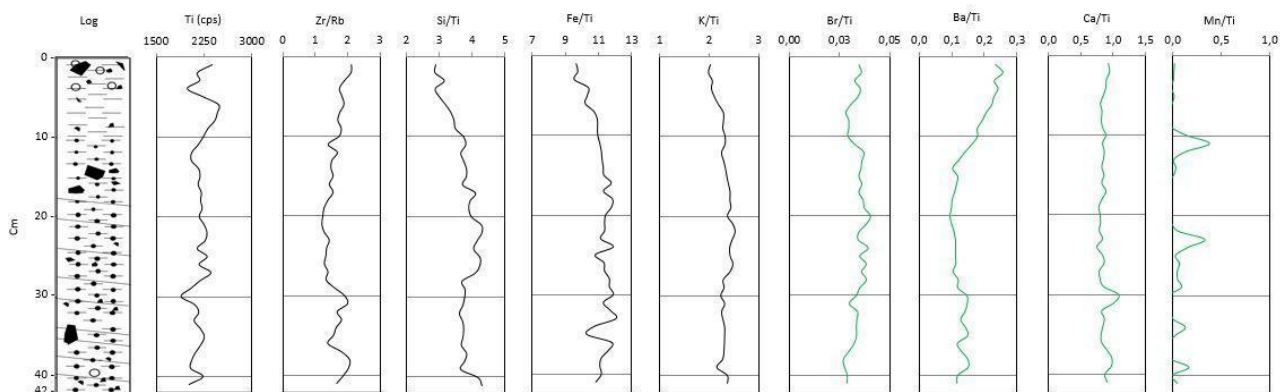 Log Ti (cps) Zr/Rb Si/Ti Fe/Ti K/Ti Br/Ti Ba/Ti Ca/Ti Mn/Ti
1500 2250 3000 0 1 2 3 2 3 4 5 7 9 11 13 1 2 3 0,00 0,03 0,05 0,0 0,1 0,2 0,3 0,0 0,5 1,0 1,5 0,0 0,5 1,0
0
10
20
Cm
30
40
42